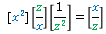 [x²] [z/x] [1/z²] = [x/z]